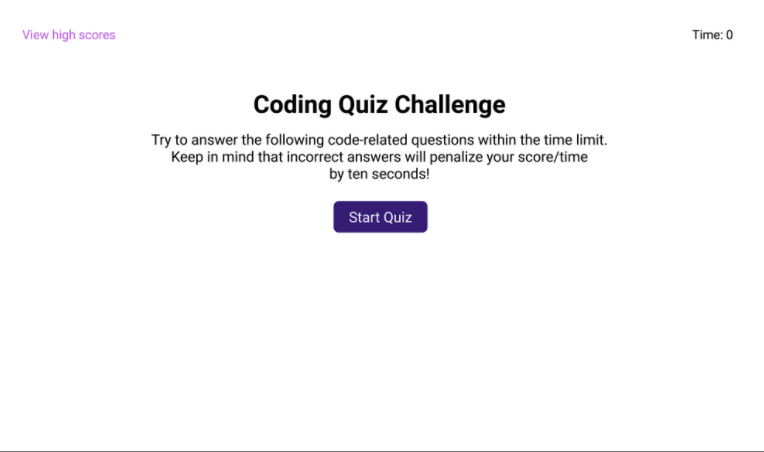 View high scores
Time: 0
Coding Quiz Challenge
Try to answer the following code-related questions within the time limit.
Keep in mind that incorrect answers will penalize your score/time
by ten seconds!
Start Quiz